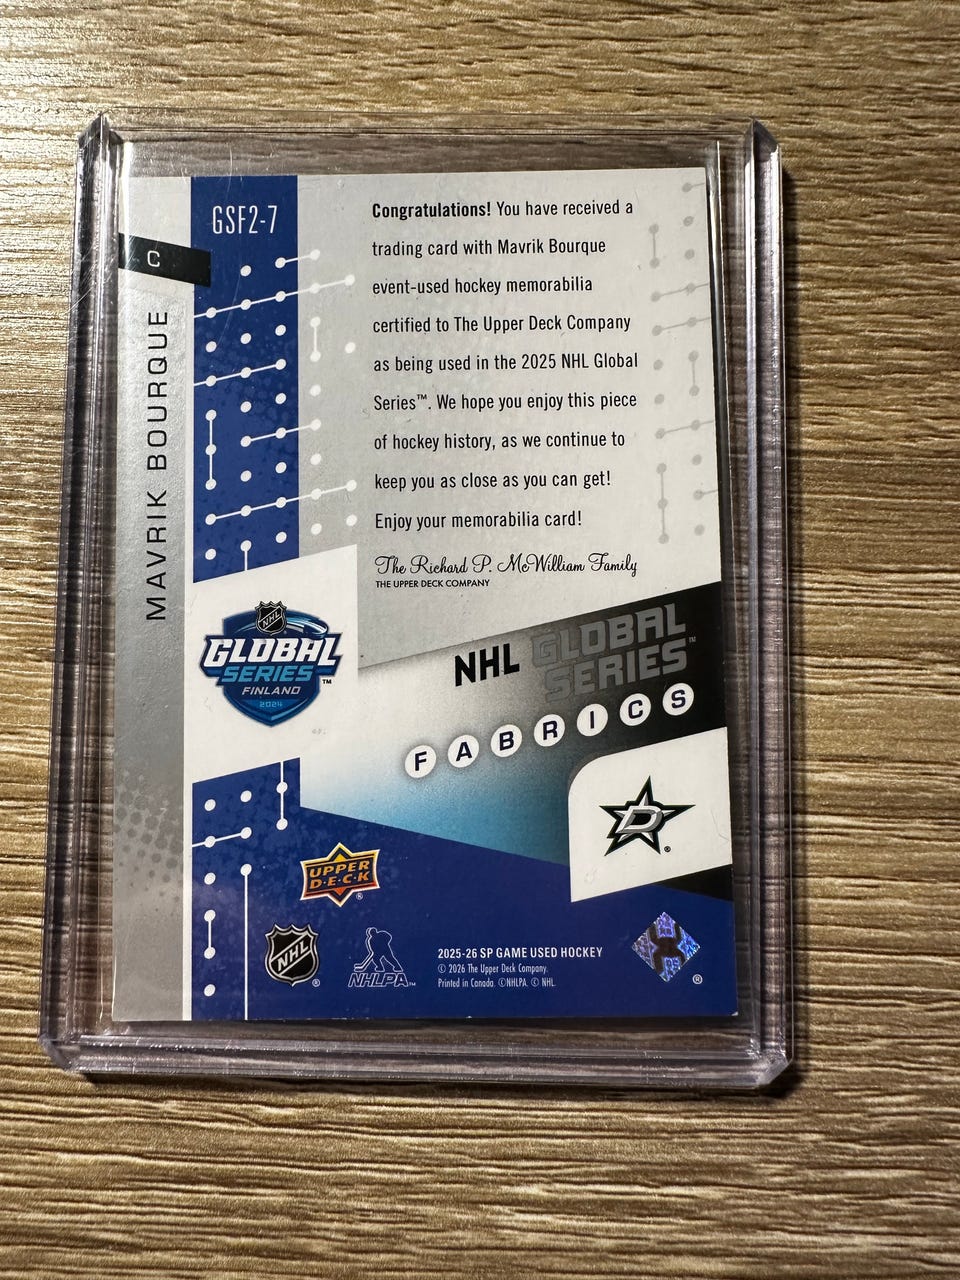 GSF2-7
C
MAVRIK BOURQUE
Congratulations! You have received a
trading card with Mavrik Bourque
event-used hockey memorabilia
certified to The Upper Deck Company
as being used in the 2025 NHL Global
Series™. We hope you enjoy this piece
of hockey history, as we continue to
keep you as close as you can get!
Enjoy your memorabilia card!
The Richard P. McWilliam Family
THE UPPER DECK COMPANY
NHL
GLOBAL
SERIES™
FINLAND
2024
NHL GLOBAL
SERIES™
FABRICS
D
®
UPPER
D·E·C·K
®
NHL
®
NHLPA™
2025-26 SP GAME USED HOCKEY
© 2026 The Upper Deck Company.
Printed in Canada. ©NHLPA. © NHL.
®